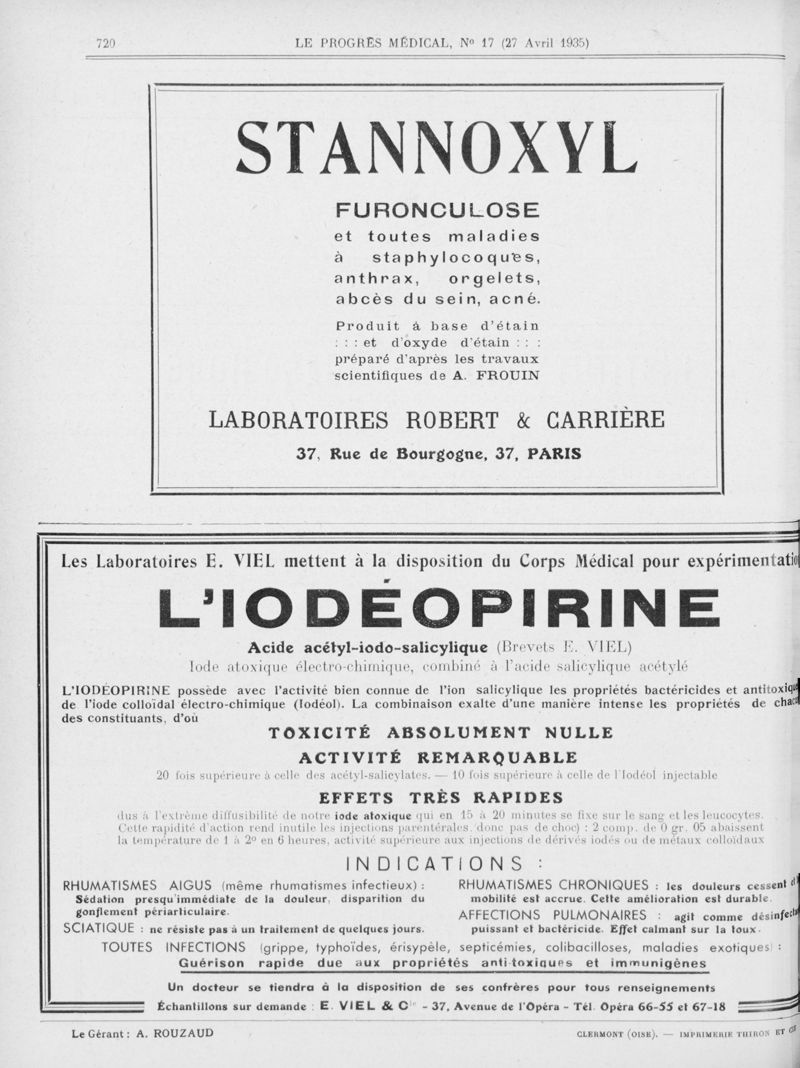 720
LE PROGRÈS MÉDICAL, No 17 (27 Avril 1935)
STANNOXYL
FURONCULOSE
et toutes maladies
à staphylocoques,
anthrax, orgelets,
abcès du sein, acné.
Produit à base d'étain
: : : et d'oxyde d'étain : : :
préparé d'après les travaux
scientifiques de A. FROUIN
LABORATOIRES ROBERT & CARRIÈRE
37, Rue de Bourgogne, 37, PARIS
Les Laboratoires E. VIEL mettent à la disposition du Corps Médical pour expérimentation
L'IODÉOPIRINE
Acide acétyl-iodo-salicylique (Brevets E. VIEL)
Iode atoxique électro-chimique, combiné à l'acide salicylique acétylé
L'IODÉOPIRINE possède avec l'activité bien connue de l'ion salicylique les propriétés bactéricides et antitoxiqu
de l'iode colloïdal électro-chimique (Iodéol). La combinaison exalte d'une manière intense les propriétés de chac
des constituants, d'où
TOXICITÉ ABSOLUMENT NULLE
ACTIVITÉ REMARQUABLE
20 fois supérieure à celle des acétyl-salicylates. — 10 fois supérieure à celle de l'Iodéol injectable
EFFETS TRÈS RAPIDES
dus à l'extrême diffusibilité de notre iode atoxique qui en 15 à 20 minutes se fixe sur le sang et les leucocytes.
Cette rapidité d'action rend inutile les injections parentérales, donc pas de choc) : 2 comp. de 0 gr. 05 abaissent
la température de 1 à 2o en 6 heures, activité supérieure aux injections de dérivés iodés ou de métaux colloïdaux
INDICATIONS :
RHUMATISMES AIGUS (même rhumatismes infectieux) :
Sédation presqu'immédiate de la douleur, disparition du
gonflement périarticulaire.
SCIATIQUE : ne résiste pas à un traitement de quelques jours.
RHUMATISMES CHRONIQUES : les douleurs cessent
mobilité est accrue. Cette amélioration est durable.
AFFECTIONS PULMONAIRES : agit comme désinfecta
puissant et bactéricide. Effet calmant sur la toux.
TOUTES INFECTIONS (grippe, typhoïdes, érisypèle, septicémies, colibacilloses, maladies exotiques) :
Guérison rapide due aux propriétés anti-toxiques et immunigènes
Un docteur se tiendra à la disposition de ses confrères pour tous renseignements
Échantillons sur demande : E. VIEL & Cie - 37, Avenue de l'Opéra - Tél. Opéra 66-55 et 67-18
Le Gérant : A. ROUZAUD
CLERMONT (OISE). — IMPRIMERIE THIRON ET Cie